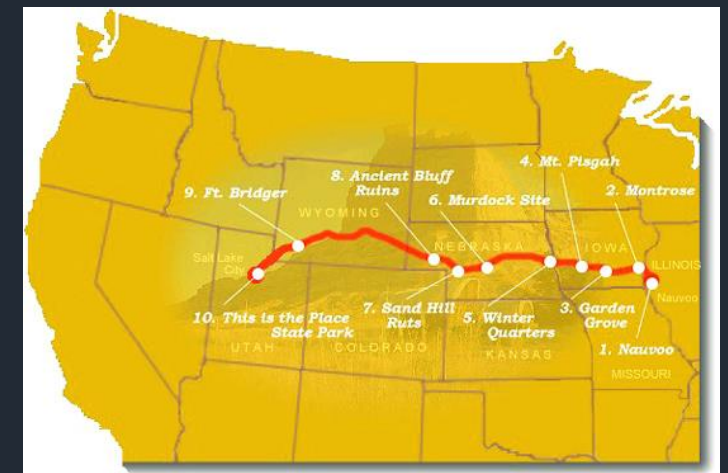 4. Mt. Pisgah
8. Ancient Bluff
Ruins
9. Ft. Bridger
2. Montrose
6. Murdock Site
WYOMING
NEBRASKA
IOWA
Salt Lake
City
ILLINOIS
Nauvoo
10. This is the Place
State Park
7. Sand Hill
Ruts
5. Winter
Quarters
3. Garden
Grove
1. Nauvoo
UTAH
COLORADO
KANSAS
MISSOURI